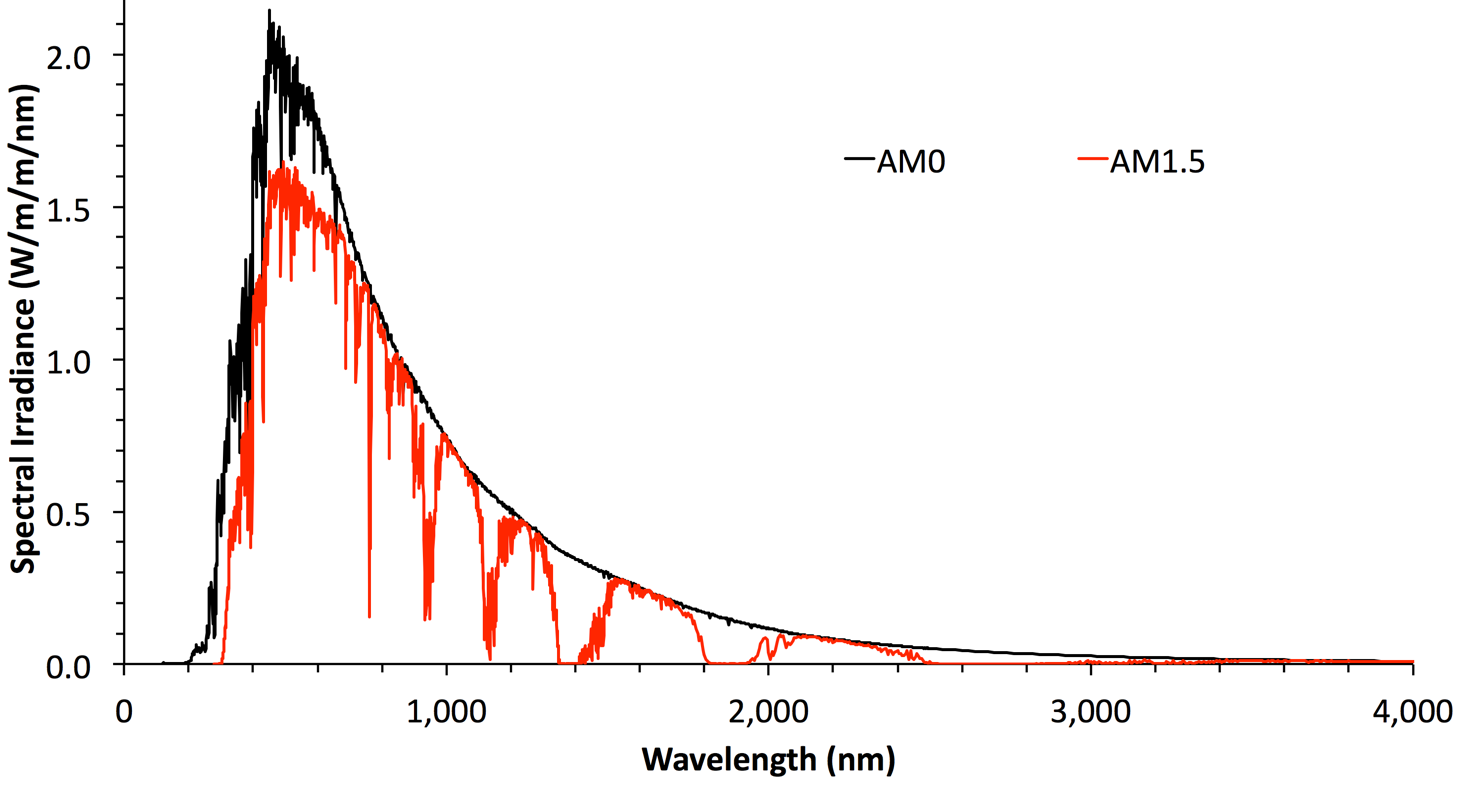 Spectral Irradiance (W/m/m/nm)
2.0
1.5
1.0
0.5
0.0
AM0 AM1.5
0 1,000 2,000 3,000 4,000
Wavelength (nm)